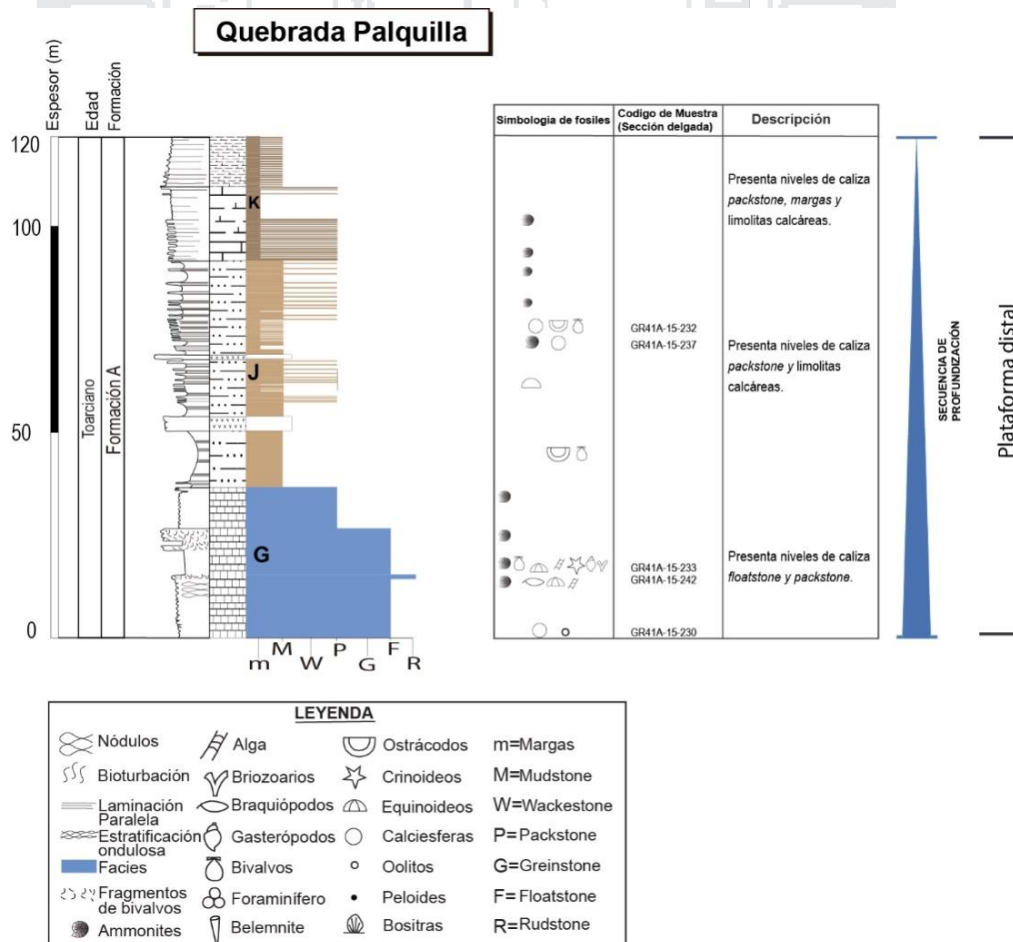 Quebrada Palquilla
Espesor (m)
Edad
Formación
120
100
50
0
Toarciano
Formación A
K
J
G
m
M
W
P
G
F
R
Simbologia de fosiles
Codigo de Muestra
(Sección delgada)
Descripción
Presenta niveles de caliza
packstone, margas y
limolitas calcáreas.
GR41A-15-232
GR41A-15-237
Presenta niveles de caliza
packstone y limolitas
calcáreas.
GR41A-15-233
GR41A-15-242
Presenta niveles de caliza
floatstone y packstone.
GR41A-15-230
SECUENCIA DE
PROFUNDIZACIÓN
Plataforma distal
LEYENDA
Nódulos
Bioturbación
Laminación
Paralela
Estratificación
ondulosa
Facies
Fragmentos
de bivalvos
Ammonites
Alga
Briozoarios
Braquiópodos
Gasterópodos
Bivalvos
Foraminífero
Belemnite
Ostrácodos
Crinoideos
Equinoideos
Calciesferas
Oolitos
Peloides
Bositras
m=Margas
M=Mudstone
W=Wackestone
P=Packstone
G=Greinstone
F=Floatstone
R=Rudstone